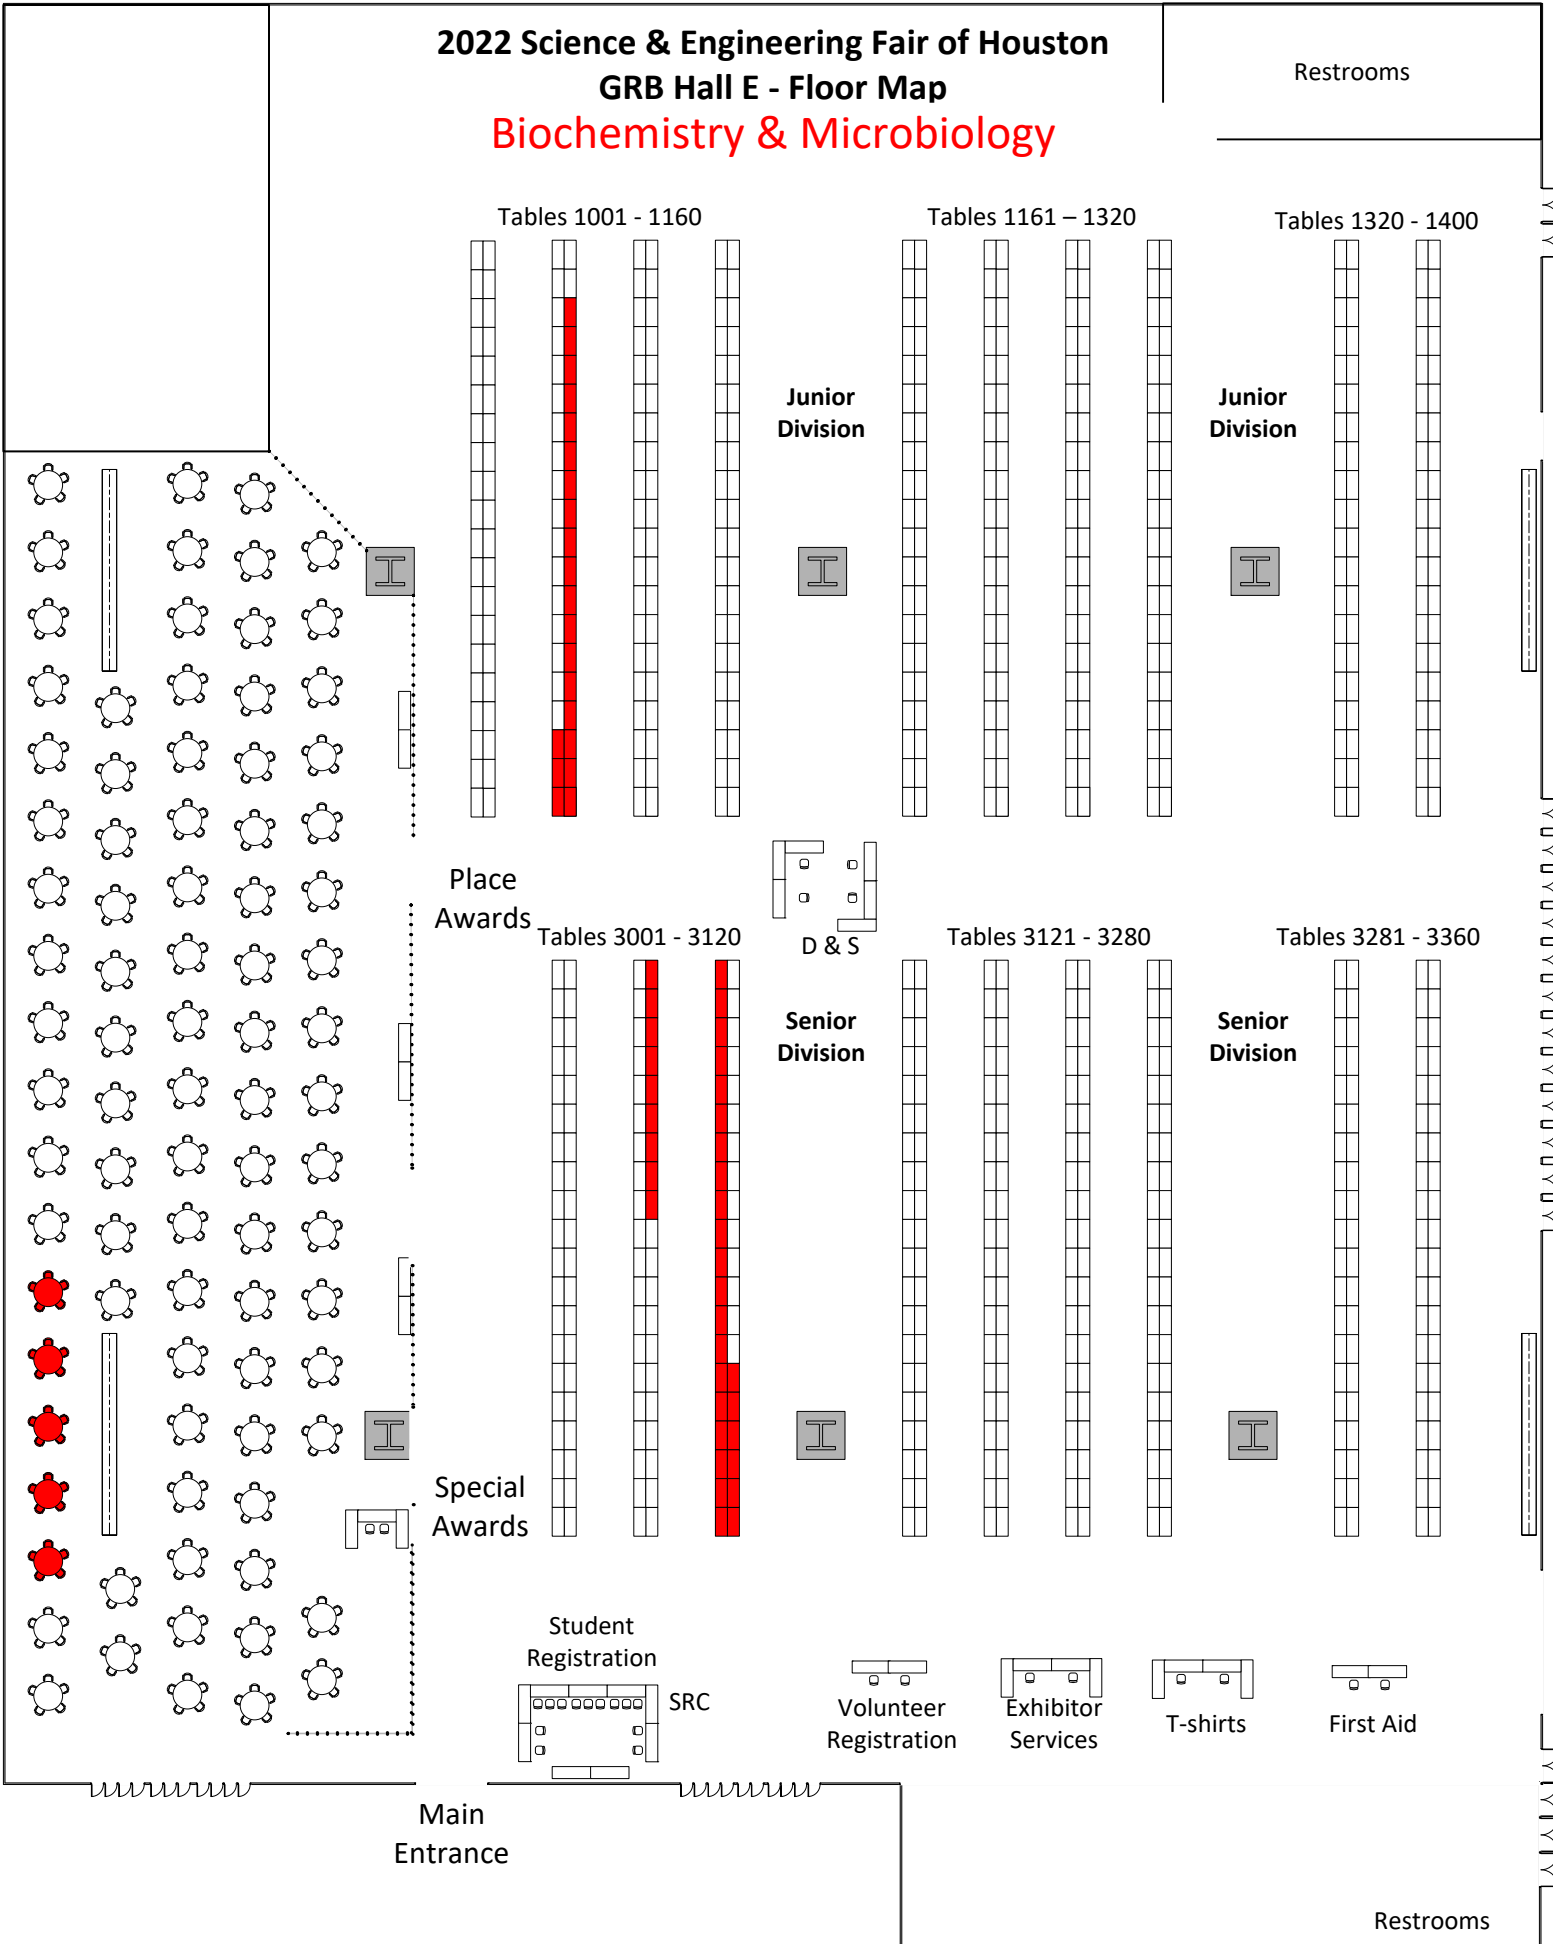 2022 Science & Engineering Fair of Houston
GRB Hall E - Floor Map
Biochemistry & Microbiology
Restrooms
Tables 1001 - 1160
Tables 1161 – 1320
Tables 1320 - 1400
Junior
Division
Junior
Division
Place
Awards
D & S
Tables 3001 - 3120
Tables 3121 - 3280
Tables 3281 - 3360
Senior
Division
Senior
Division
Special
Awards
Student
Registration
SRC
Volunteer
Registration
Exhibitor
Services
T-shirts
First Aid
Main
Entrance
Restrooms